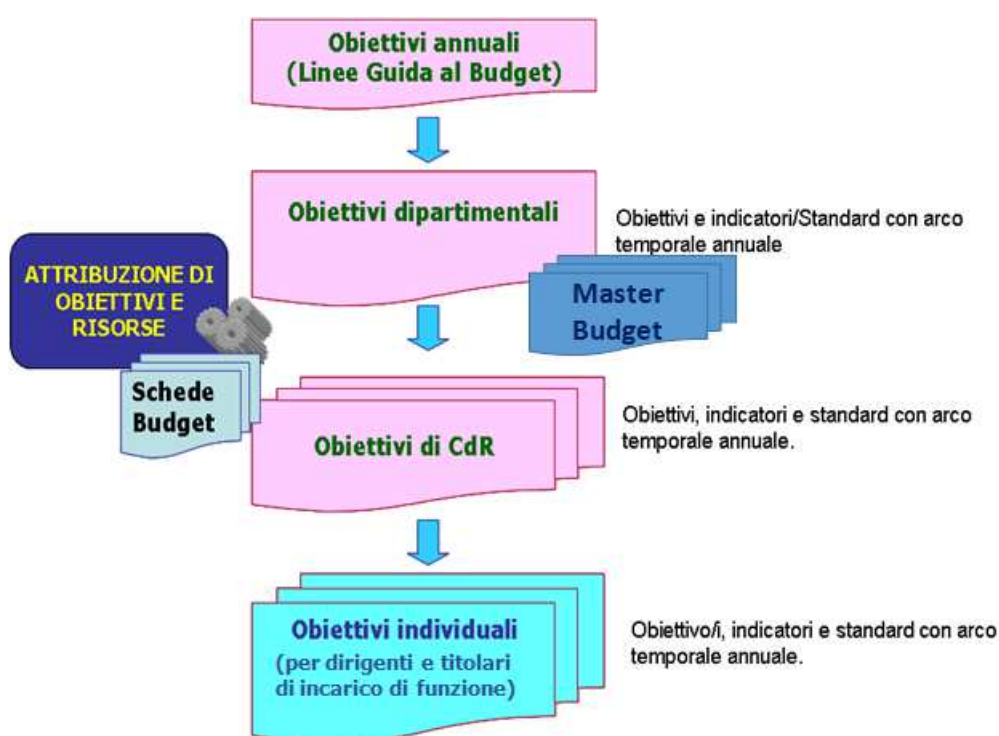 Obiettivi annuali
(Linee Guida al Budget)
Obiettivi dipartimentali
Obiettivi e indicatori/Standard con arco
temporale annuale
ATTRIBUZIONE DI
OBIETTIVI E
RISORSE
Master
Budget
Schede
Budget
Obiettivi di CdR
Obiettivi, indicatori e standard con arco
temporale annuale.
Obiettivi individuali
(per dirigenti e titolari
di incarico di funzione)
Obiettivo/i, indicatori e standard con arco
temporale annuale.